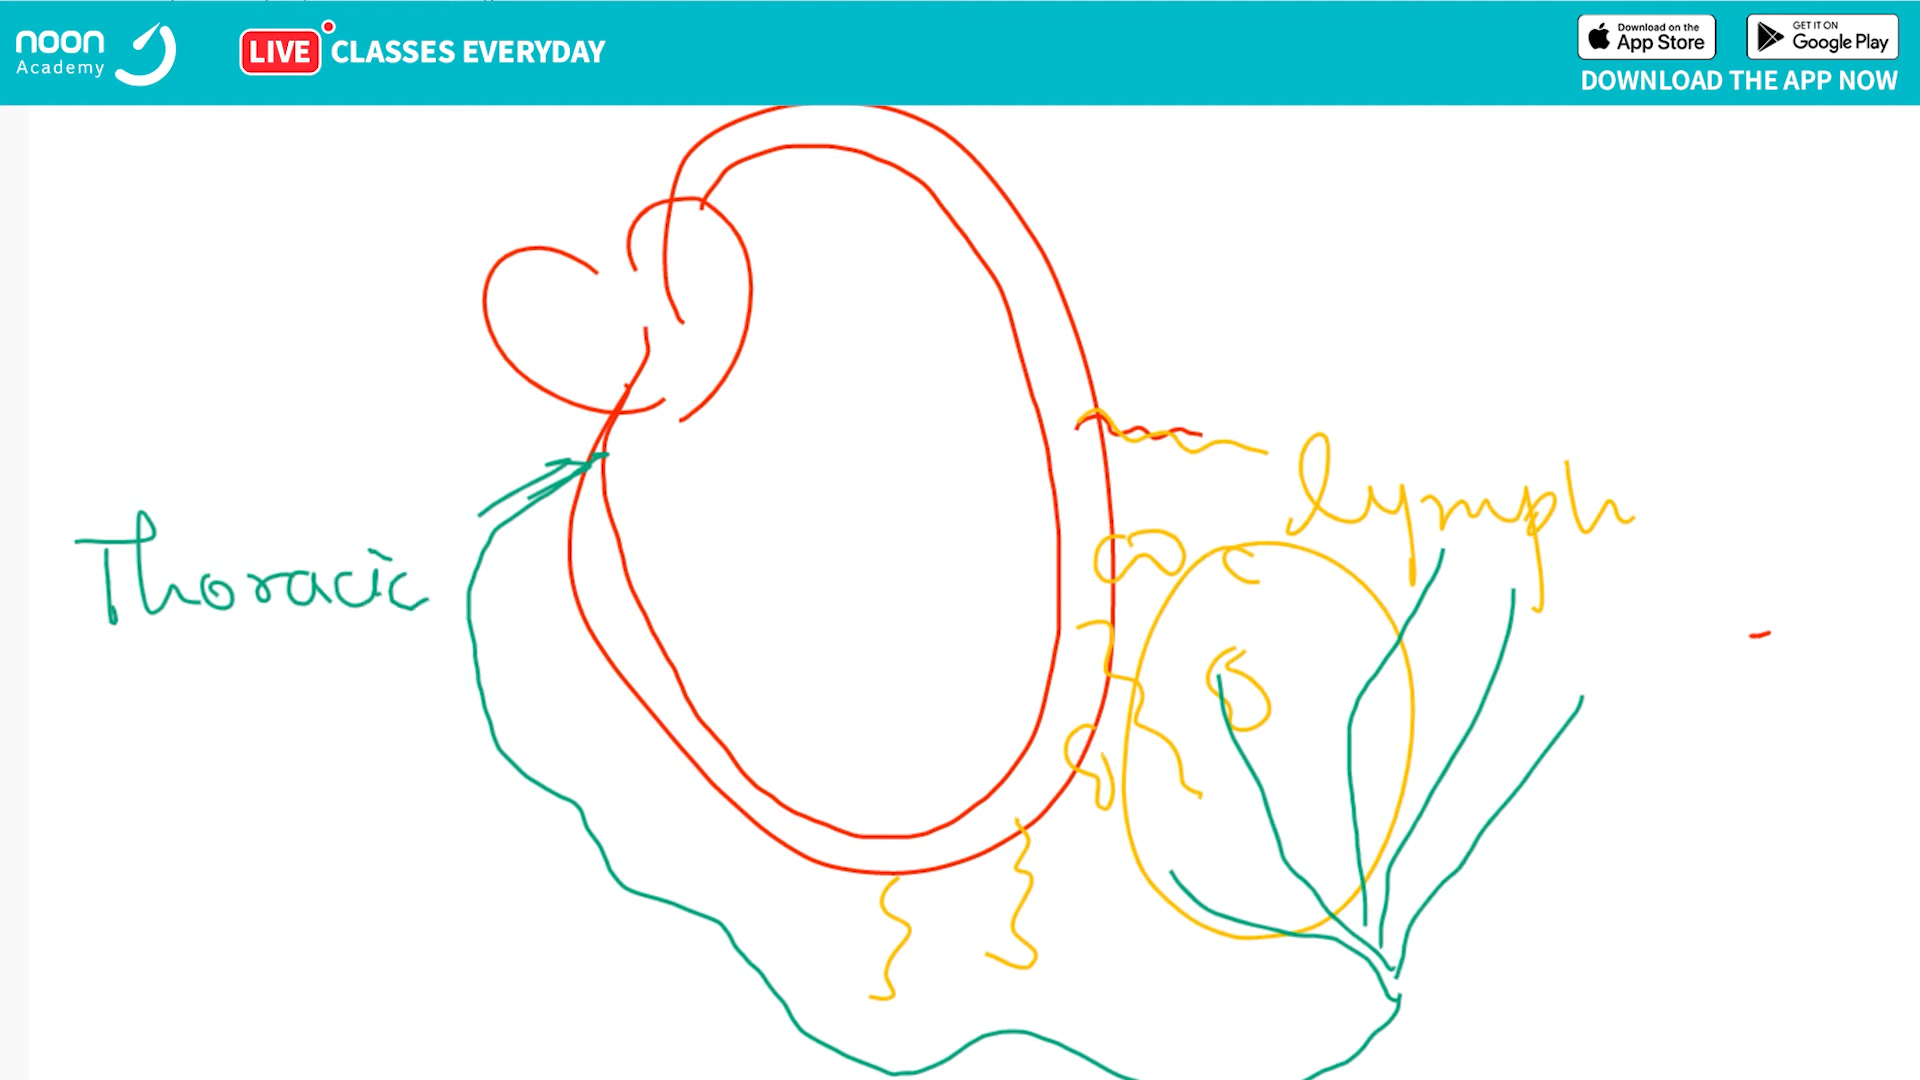 noon
Academy
LIVE CLASSES EVERYDAY
Download on the
App Store
GET IT ON
Google Play
DOWNLOAD THE APP NOW
lymph
Thoracic